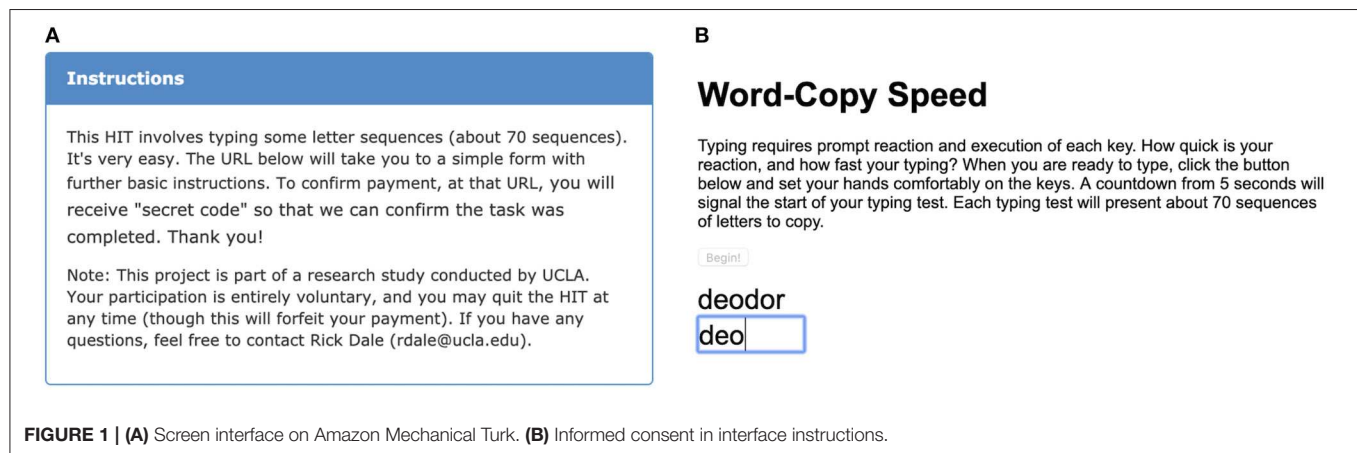 A
Instructions
This HIT involves typing some letter sequences (about 70 sequences).
It's very easy. The URL below will take you to a simple form with
further basic instructions. To confirm payment, at that URL, you will
receive "secret code" so that we can confirm the task was
completed. Thank you!
Note: This project is part of a research study conducted by UCLA.
Your participation is entirely voluntary, and you may quit the HIT at
any time (though this will forfeit your payment). If you have any
questions, feel free to contact Rick Dale (rdale@ucla.edu).
B
Word-Copy Speed
Typing requires prompt reaction and execution of each key. How quick is your
reaction, and how fast your typing? When you are ready to type, click the button
below and set your hands comfortably on the keys. A countdown from 5 seconds will
signal the start of your typing test. Each typing test will present about 70 sequences
of letters to copy.
Begin!
deodor
deo
FIGURE 1 | (A) Screen interface on Amazon Mechanical Turk. (B) Informed consent in interface instructions.